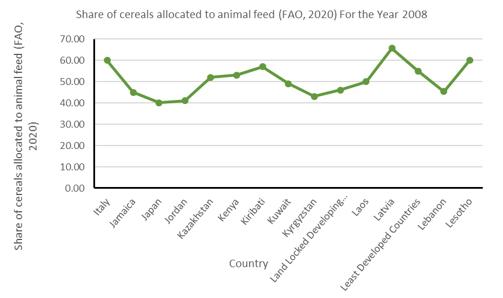 Share of cereals allocated to animal feed (FAO, 2020) For the Year 2008
Share of cereals allocated to animal feed (FAO,
2020)
70.00
60.00
50.00
40.00
30.00
20.00
10.00
0.00
Italy
Jamaica
Japan
Jordan
Kazakhstan
Kenya
Kiribati
Kuwait
Kyrgyzstan
Land Locked Developing...
Laos
Latvia
Least Developed Countries
Lebanon
Lesotho
Country